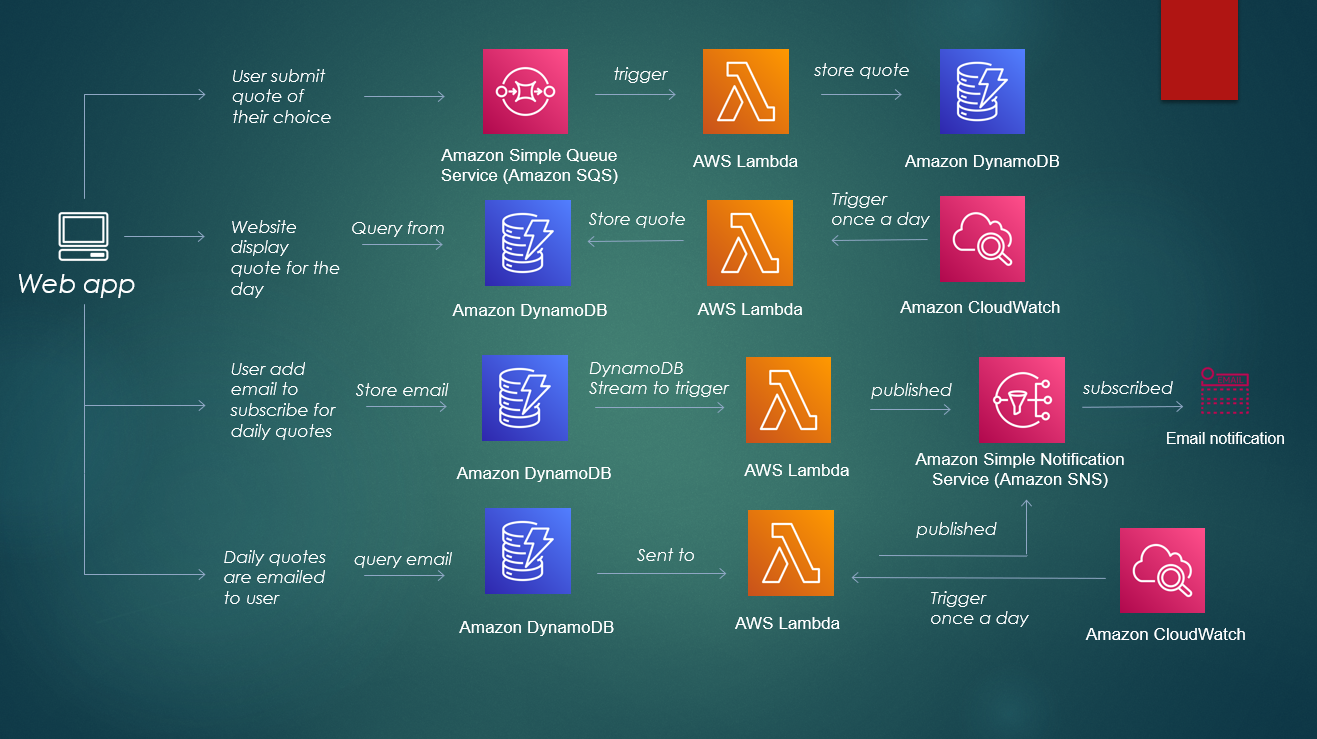 User submit
quote of
their choice
trigger
store quote
Amazon Simple Queue
Service (Amazon SQS)
AWS Lambda
Amazon DynamoDB
Web app
Website
display
quote for the
day
Query from
Store quote
Trigger
once a day
Amazon DynamoDB
AWS Lambda
Amazon CloudWatch
User add
email to
subscribe for
daily quotes
Store email
DynamoDB
Stream to trigger
published
subscribed
EMAIL
Amazon DynamoDB
AWS Lambda
Amazon Simple Notification
Service (Amazon SNS)
Email notification
Daily quotes
are emailed
to user
query email
Sent to
published
Trigger
once a day
Amazon DynamoDB
AWS Lambda
Amazon CloudWatch